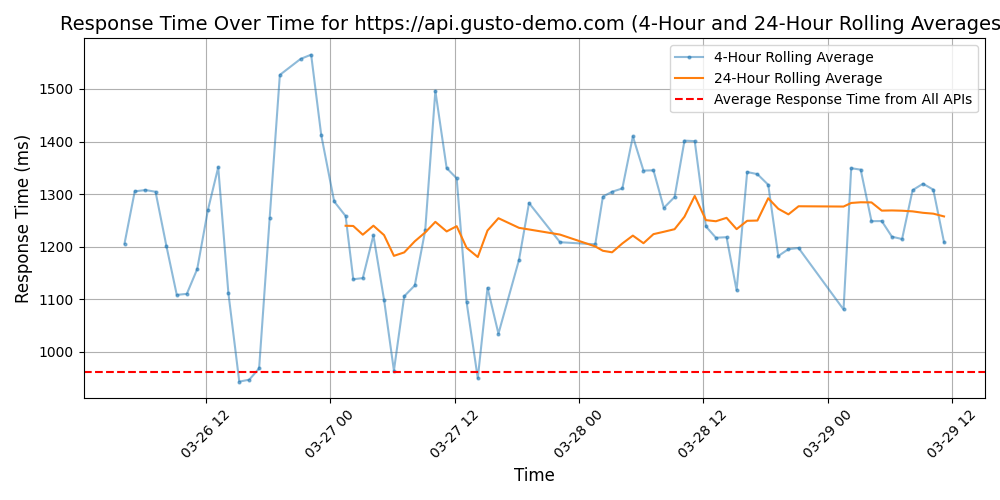 Response Time Over Time for https://api.gusto-demo.com (4-Hour and 24-Hour Rolling Averages
4-Hour Rolling Average
24-Hour Rolling Average
Average Response Time from All APIs
Response Time (ms)
1500
1400
1300
1200
1100
1000
03-26 12
03-27 00
03-27 12
03-28 00
03-28 12
03-29 00
03-29 12
Time